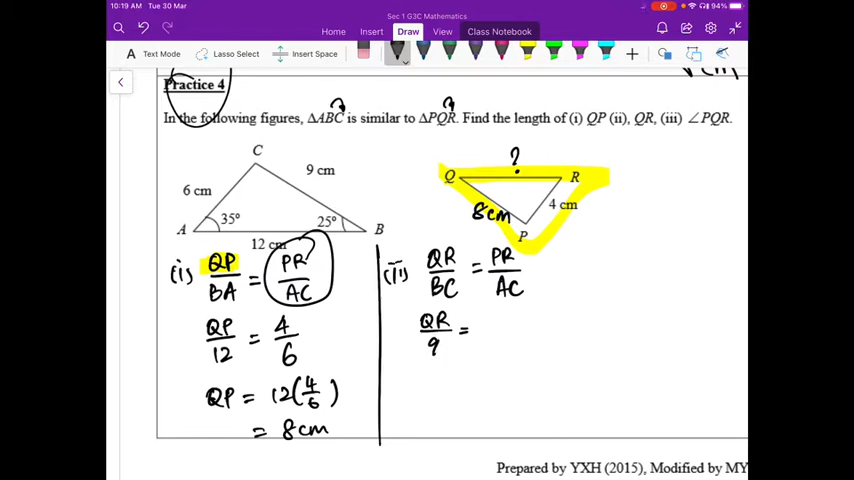 10:19 AM Tue 30 Mar
94%
Sec 1 G3C Mathematics
Home Insert Draw View Class Notebook
A Text Mode Lasso Select Insert Space
Practice 4
In the following figures, ΔABC is similar to ΔPQR. Find the length of (i) QP (ii), QR, (iii) ∠PQR.
C
6 cm
9 cm
A
35°
25°
B
12 cm
?
Q
R
8cm
4 cm
P
(i) QP/BA = PR/AC
QP/12 = 4/6
QP = 12(4/6)
= 8cm
(ii) QR/BC = PR/AC
QR/9 =
Prepared by YXH (2015), Modified by MY